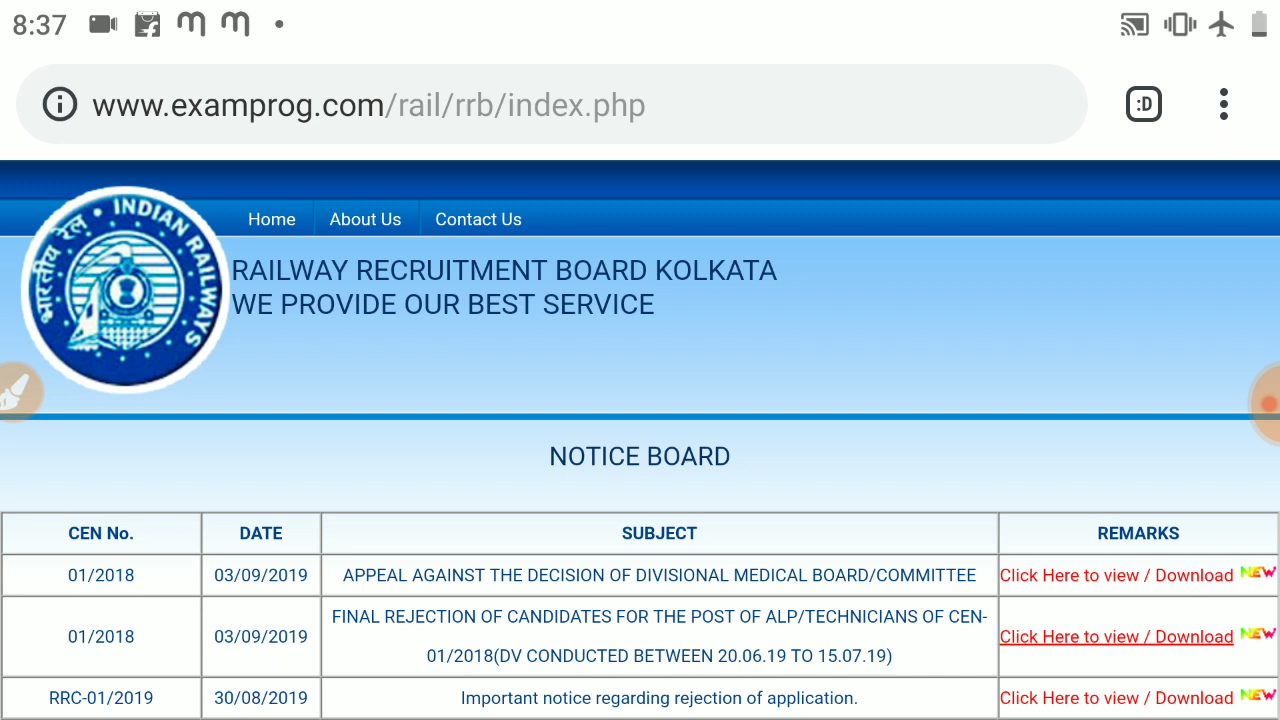 8:37
www.examprog.com/rail/rrb/index.php
:D
Home About Us Contact Us
INDIAN RAILWAYS
भारतीय रेल
RAILWAY RECRUITMENT BOARD KOLKATA
WE PROVIDE OUR BEST SERVICE
NOTICE BOARD
CEN No. DATE SUBJECT REMARKS
01/2018 03/09/2019 APPEAL AGAINST THE DECISION OF DIVISIONAL MEDICAL BOARD/COMMITTEE Click Here to view / Download NEW
01/2018 03/09/2019 FINAL REJECTION OF CANDIDATES FOR THE POST OF ALP/TECHNICIANS OF CEN-
01/2018(DV CONDUCTED BETWEEN 20.06.19 TO 15.07.19) Click Here to view / Download NEW
RRC-01/2019 30/08/2019 Important notice regarding rejection of application. Click Here to view / Download NEW